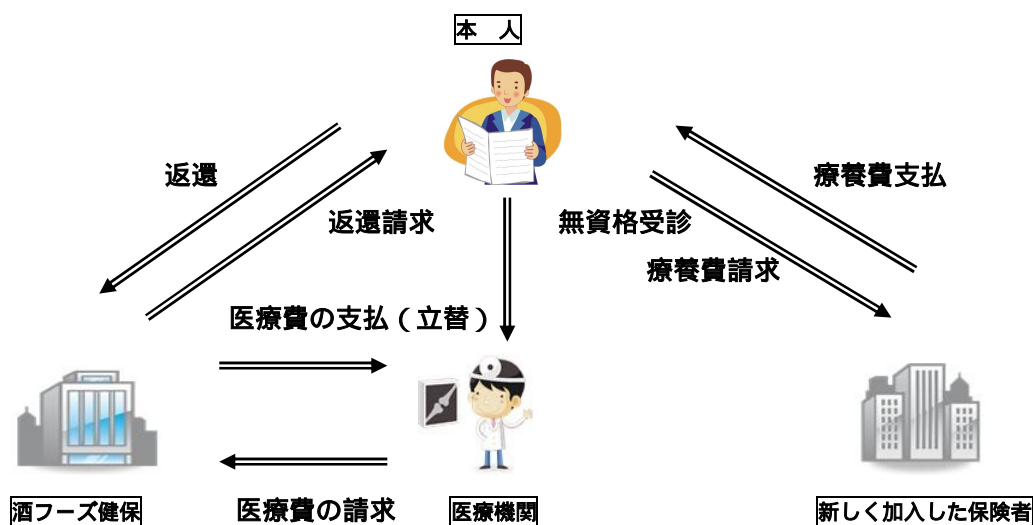 本　人
返還
療養費支払
返還請求
無資格受診
療養費請求
医療費の支払（立替）
医療費の請求
酒フーズ健保
医療機関
新しく加入した保険者